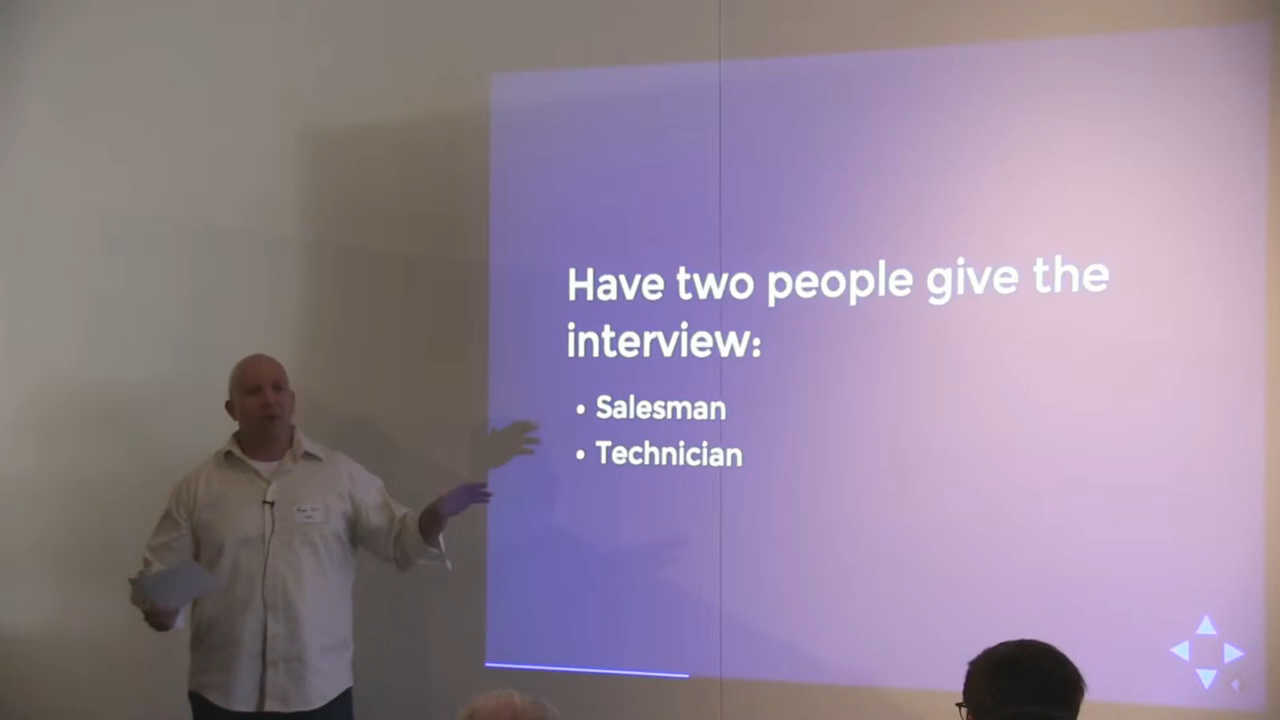 Have two people give the
interview:
• Salesman
• Technician